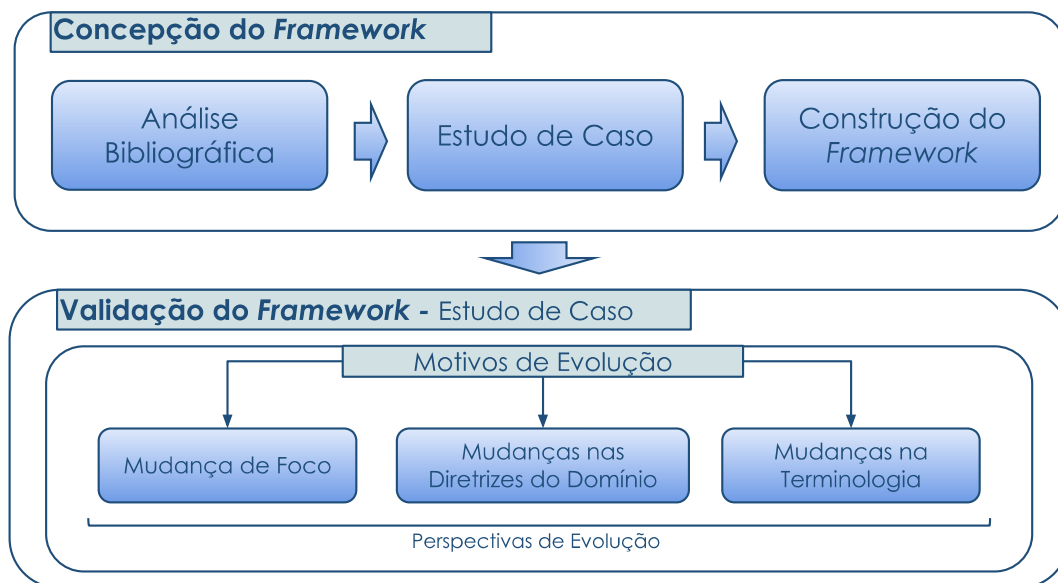 Concepção do Framework
Análise
Bibliográfica
Estudo de Caso
Construção do
Framework
Validação do Framework - Estudo de Caso
Motivos de Evolução
Mudança de Foco
Mudanças nas
Diretrizes do Domínio
Mudanças na
Terminologia
Perspectivas de Evolução